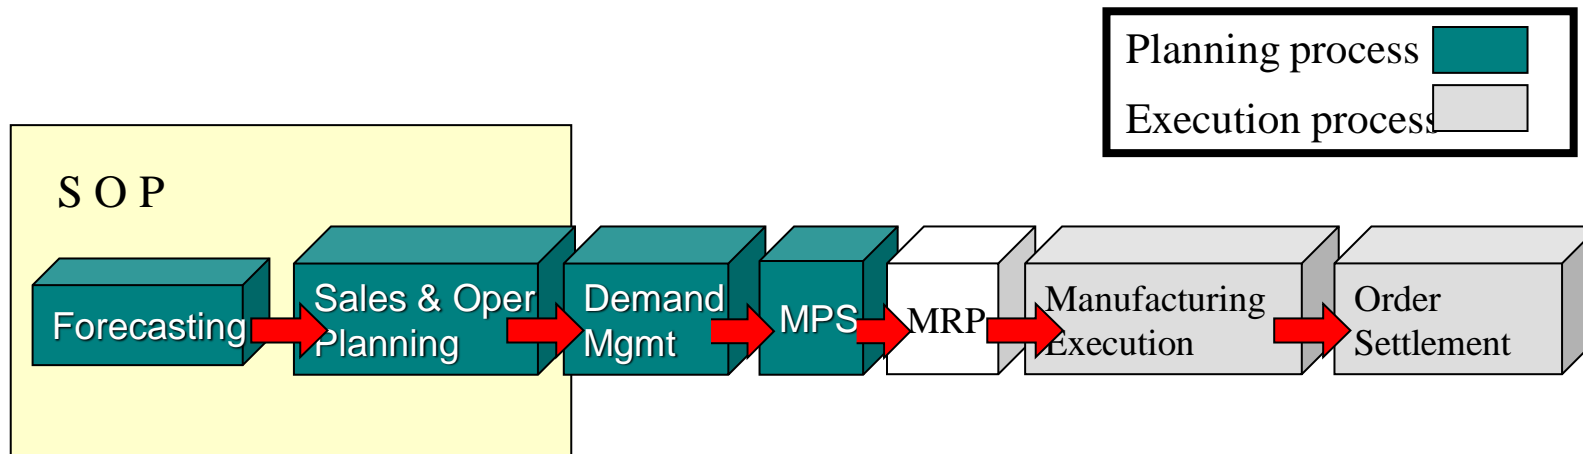 Planning process
Execution process
S O P
Forecasting
Sales & Oper
Planning
Demand
Mgmt
MPS
MRP
Manufacturing
Execution
Order
Settlement